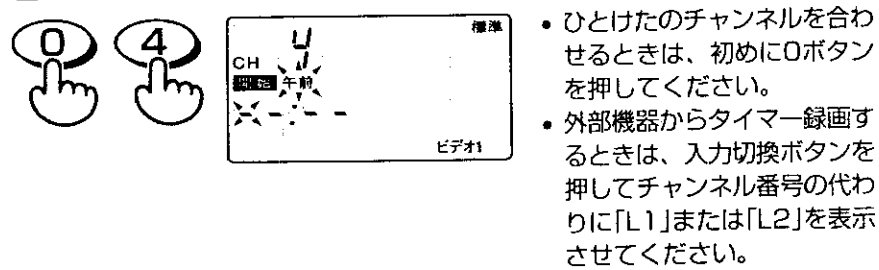 0 4
標準
4
CH
開始 午前
-:--
ビデオ1
• ひとけたのチャンネルを合わ
せるときは、初めに0ボタン
を押してください。
• 外部機器からタイマー録画す
るときは、入力切換ボタンを
押してチャンネル番号の代わ
りに「L1」または「L2」を表示
させてください。